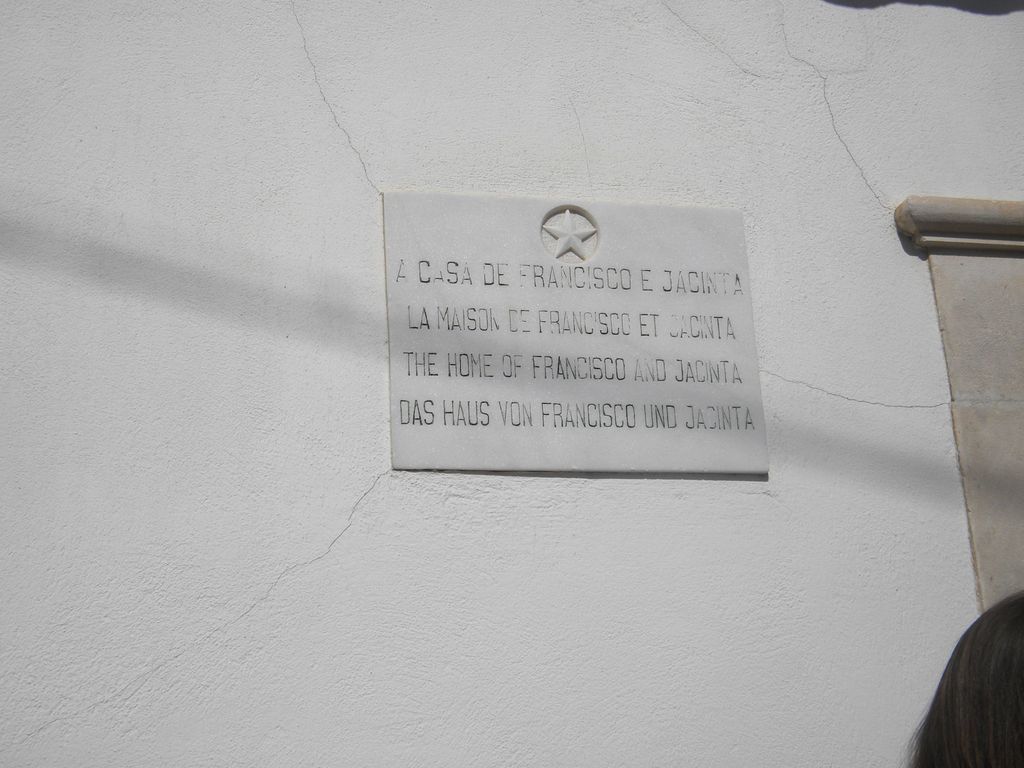 A CASA DE FRANCISCO E JACINTA
LA MAISON DE FRANCISCO ET JACINTA
THE HOME OF FRANCISCO AND JACINTA
DAS HAUS VON FRANCISCO UND JACINTA